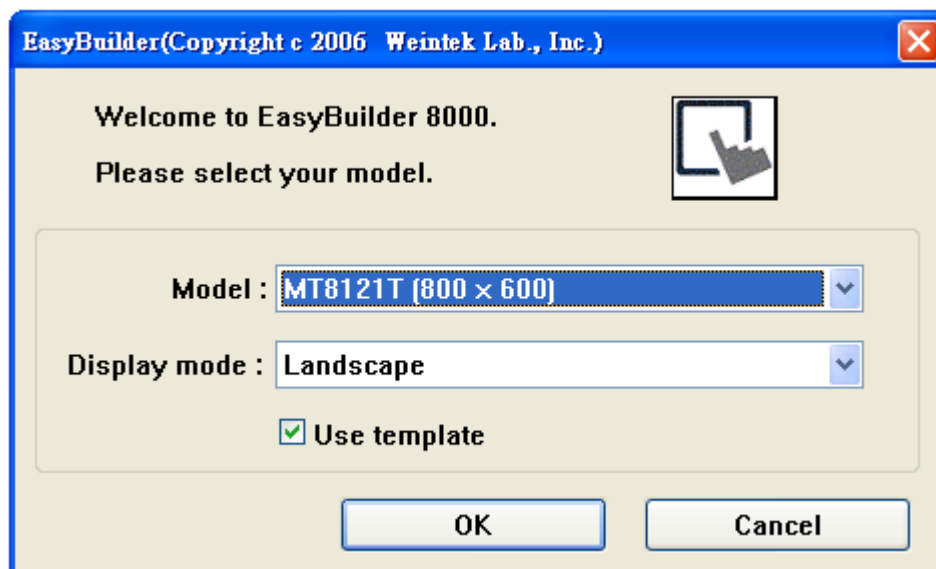 EasyBuilder(Copyright c 2006 Weintek Lab., Inc.)
Welcome to EasyBuilder 8000.
Please select your model.
Model : MT8121T (800 x 600)
Display mode : Landscape
Use template
OK Cancel